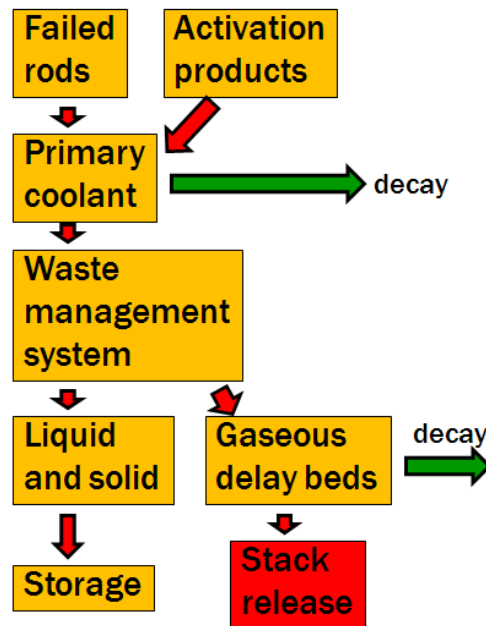 Failed
rods
Activation
products
Primary
coolant
decay
Waste
management
system
Liquid
and solid
Gaseous
delay beds
decay
Storage
Stack
release